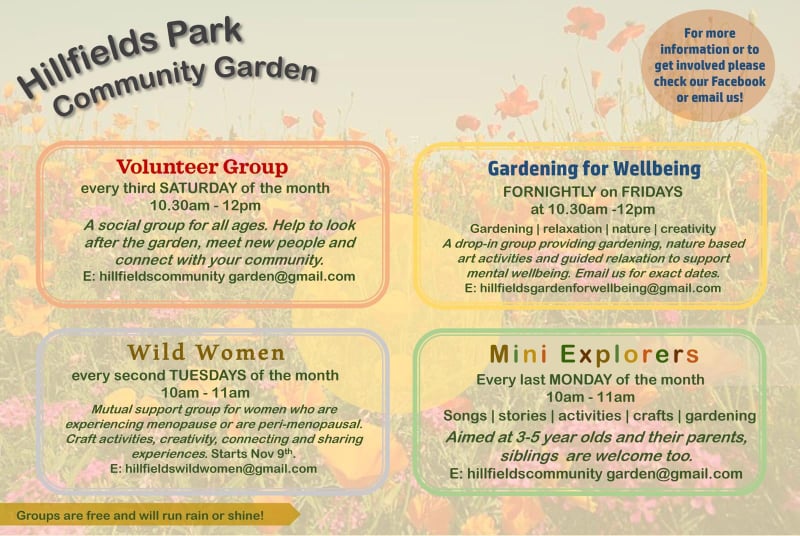 Hillfields Park
Community Garden
For more
information or to
get involved please
check our Facebook
or email us!
Volunteer Group
every third SATURDAY of the month
10.30am - 12pm
A social group for all ages. Help to look
after the garden, meet new people and
connect with your community.
E: hillfieldscommunity garden@gmail.com
Gardening for Wellbeing
FORNIGHTLY on FRIDAYS
at 10.30am -12pm
Gardening | relaxation | nature | creativity
A drop-in group providing gardening, nature based
art activities and guided relaxation to support
mental wellbeing. Email us for exact dates.
E: hillfieldsgardenforwellbeing@gmail.com
Wild Women
every second TUESDAYS of the month
10am - 11am
Mutual support group for women who are
experiencing menopause or are peri-menopausal.
Craft activities, creativity, connecting and sharing
experiences. Starts Nov 9th.
E: hillfieldswildwomen@gmail.com
Mini Explorers
Every last MONDAY of the month
10am - 11am
Songs | stories | activities | crafts | gardening
Aimed at 3-5 year olds and their parents,
siblings are welcome too.
E: hillfieldscommunity garden@gmail.com
Groups are free and will run rain or shine!